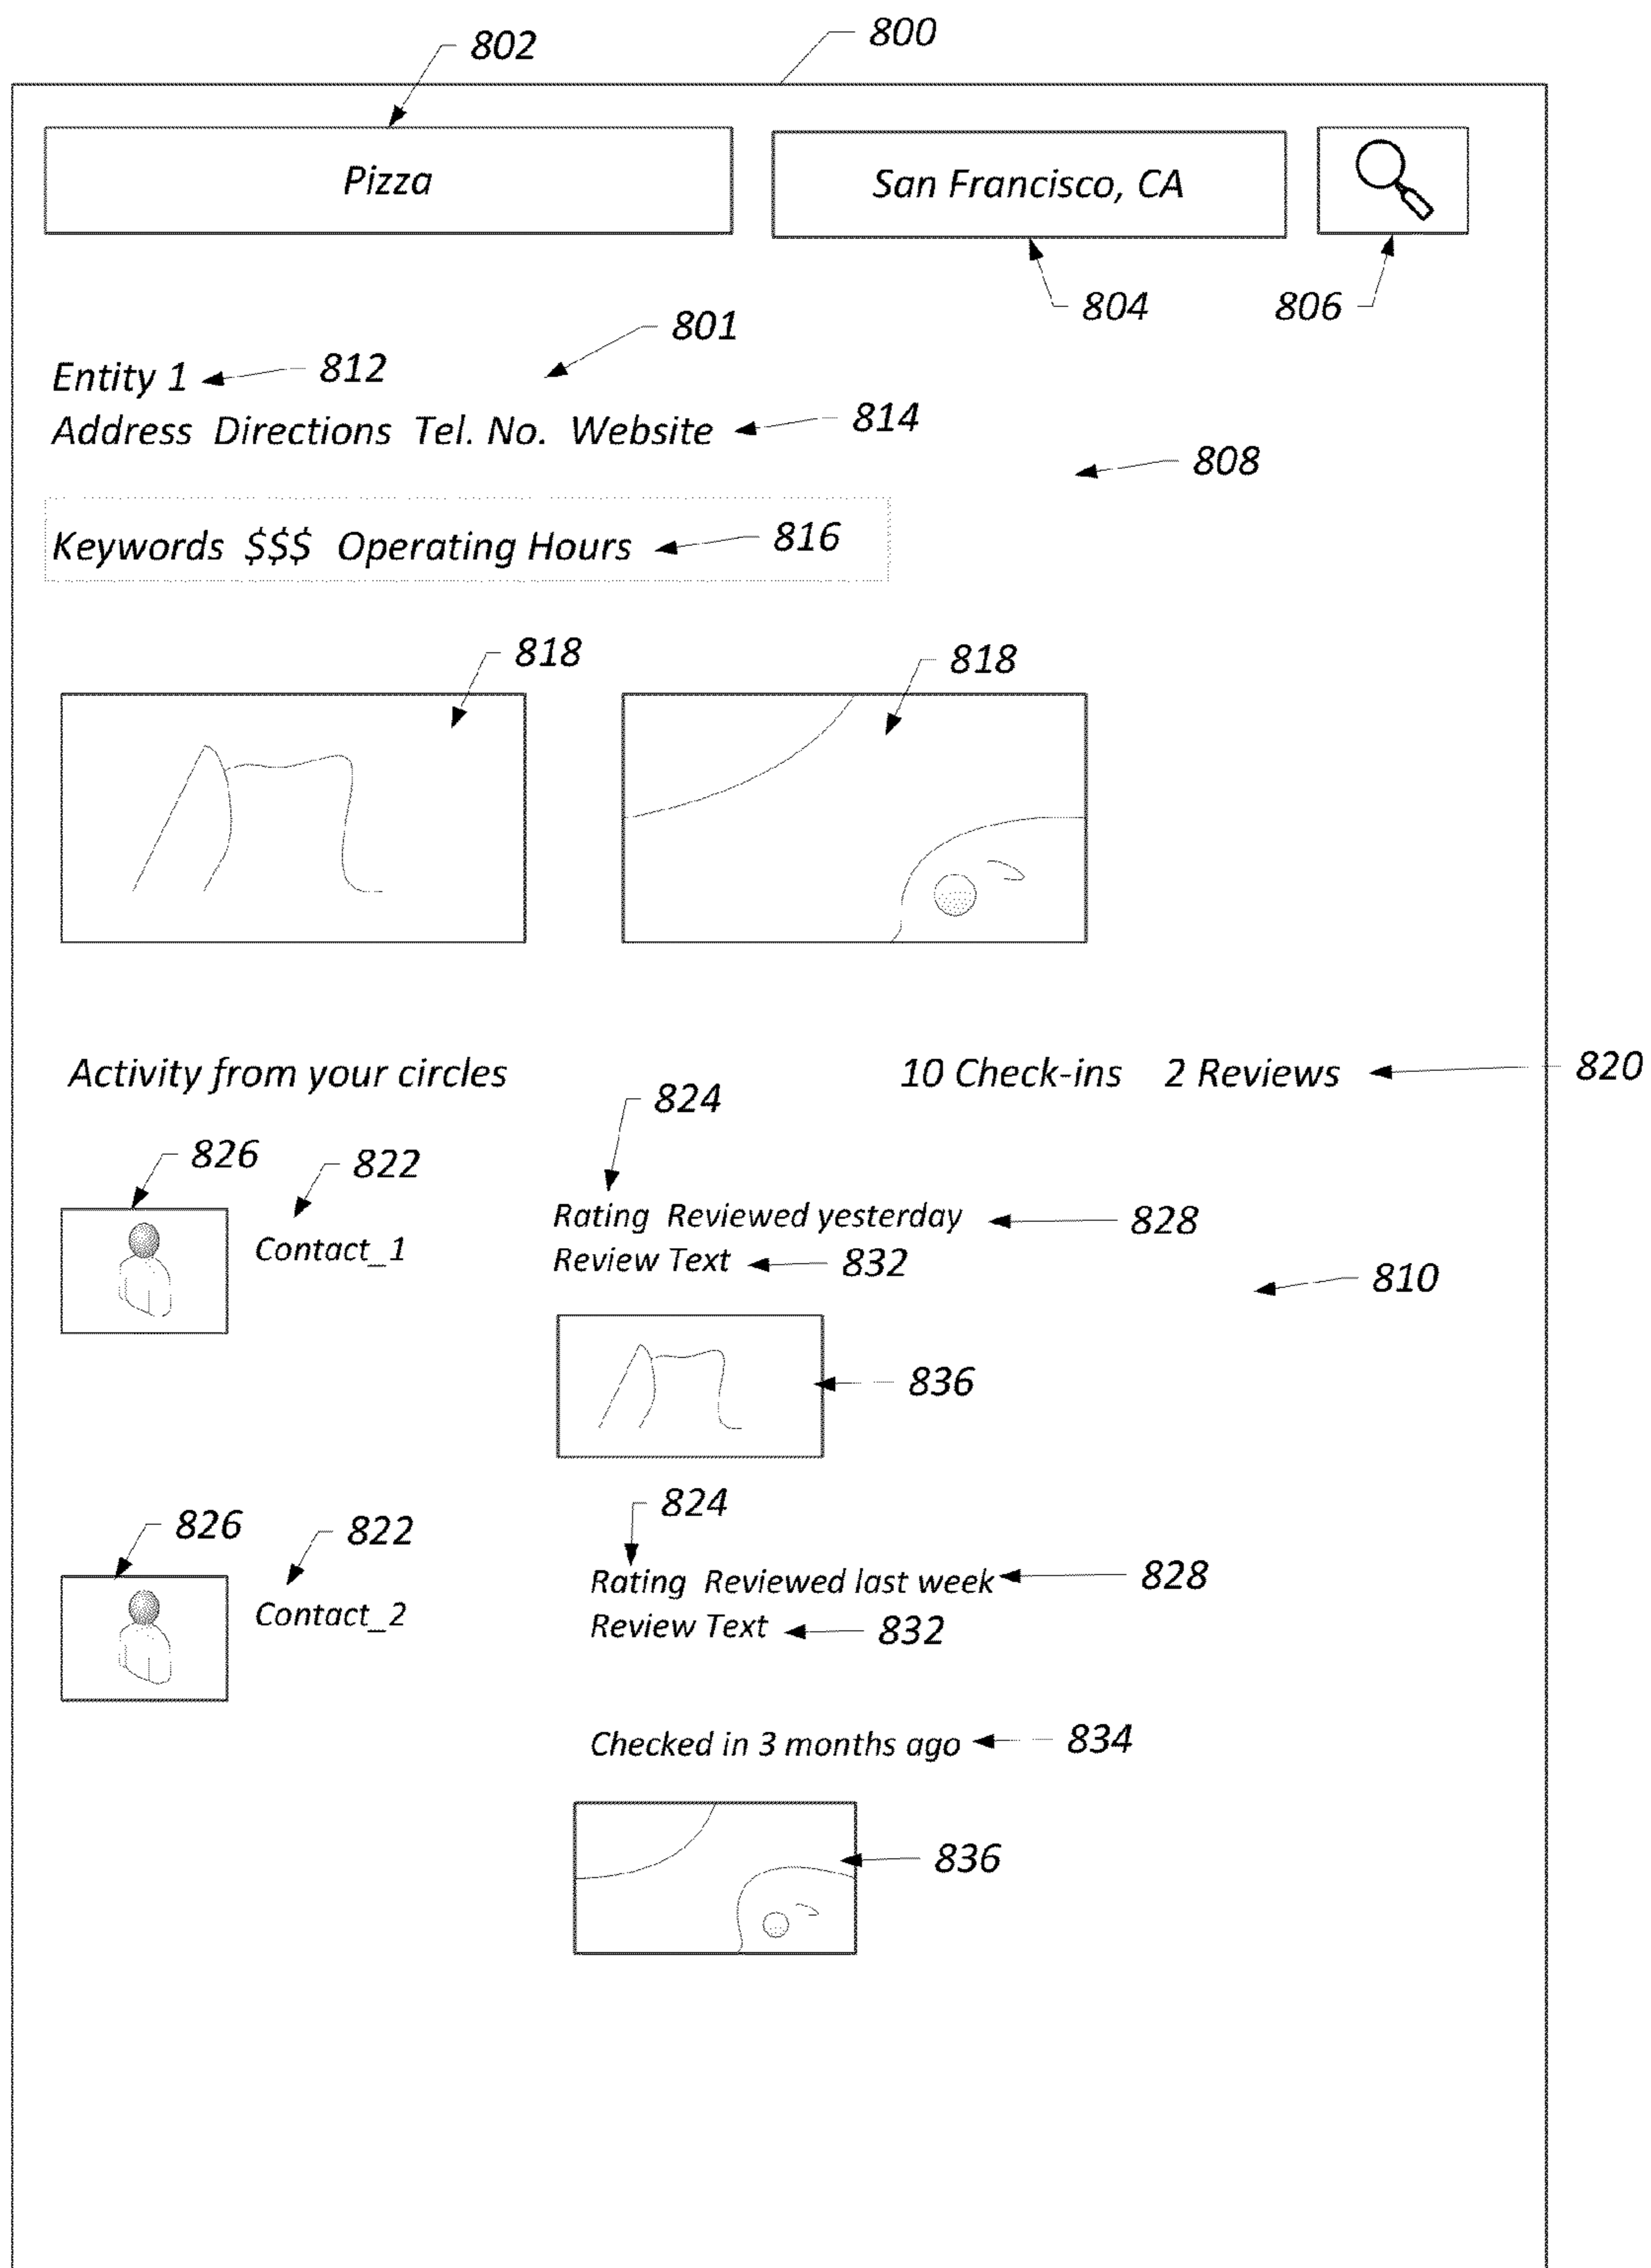 802 800
Pizza San Francisco, CA
804 806
801
Entity 1 812
Address Directions Tel. No. Website 814
808
Keywords $$$ Operating Hours 816
818 818
Activity from your circles 10 Check-ins 2 Reviews 820
824
826 822
Rating Reviewed yesterday 828
Contact_1 Review Text 832
810
836
824
826 822
Rating Reviewed last week 828
Contact_2 Review Text 832
Checked in 3 months ago 834
836